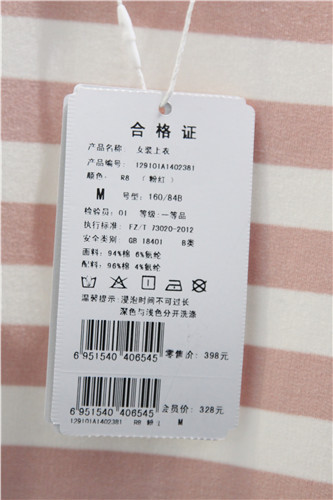 合格证
产品名称: 女装上衣
产品编号: 129101A1402381
颜色: R8 (粉红)
M 号型: 160/84B
检验员: 01 等级: 一等品
执行标准: FZ/T 73020-2012
安全类别: GB 18401 B类
面料: 94%棉 6%氨纶
配料: 96%棉 4%氨纶
温馨提示: 浸泡时间不可过长
深色与浅色分开洗涤
6 951540 406545 零售价: 398元
6 951540 406545 会员价: 328元
129101A1402381 R8 粉红 M